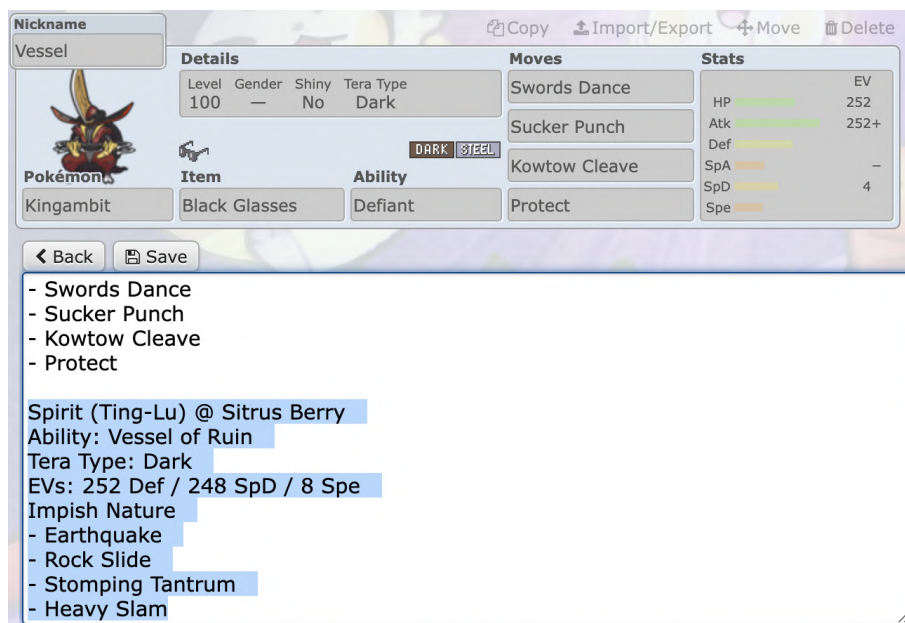 Nickname
Vessel
Copy Import/Export Move Delete
Details
Level Gender Shiny Tera Type
100 — No Dark
DARK STEEL
Pokémon
Kingambit
Item
Black Glasses
Ability
Defiant
Moves
Swords Dance
Sucker Punch
Kowtow Cleave
Protect
Stats
EV
HP 252
Atk 252+
Def
SpA –
SpD 4
Spe
Back Save
- Swords Dance
- Sucker Punch
- Kowtow Cleave
- Protect
Spirit (Ting-Lu) @ Sitrus Berry
Ability: Vessel of Ruin
Tera Type: Dark
EVs: 252 Def / 248 SpD / 8 Spe
Impish Nature
- Earthquake
- Rock Slide
- Stomping Tantrum
- Heavy Slam